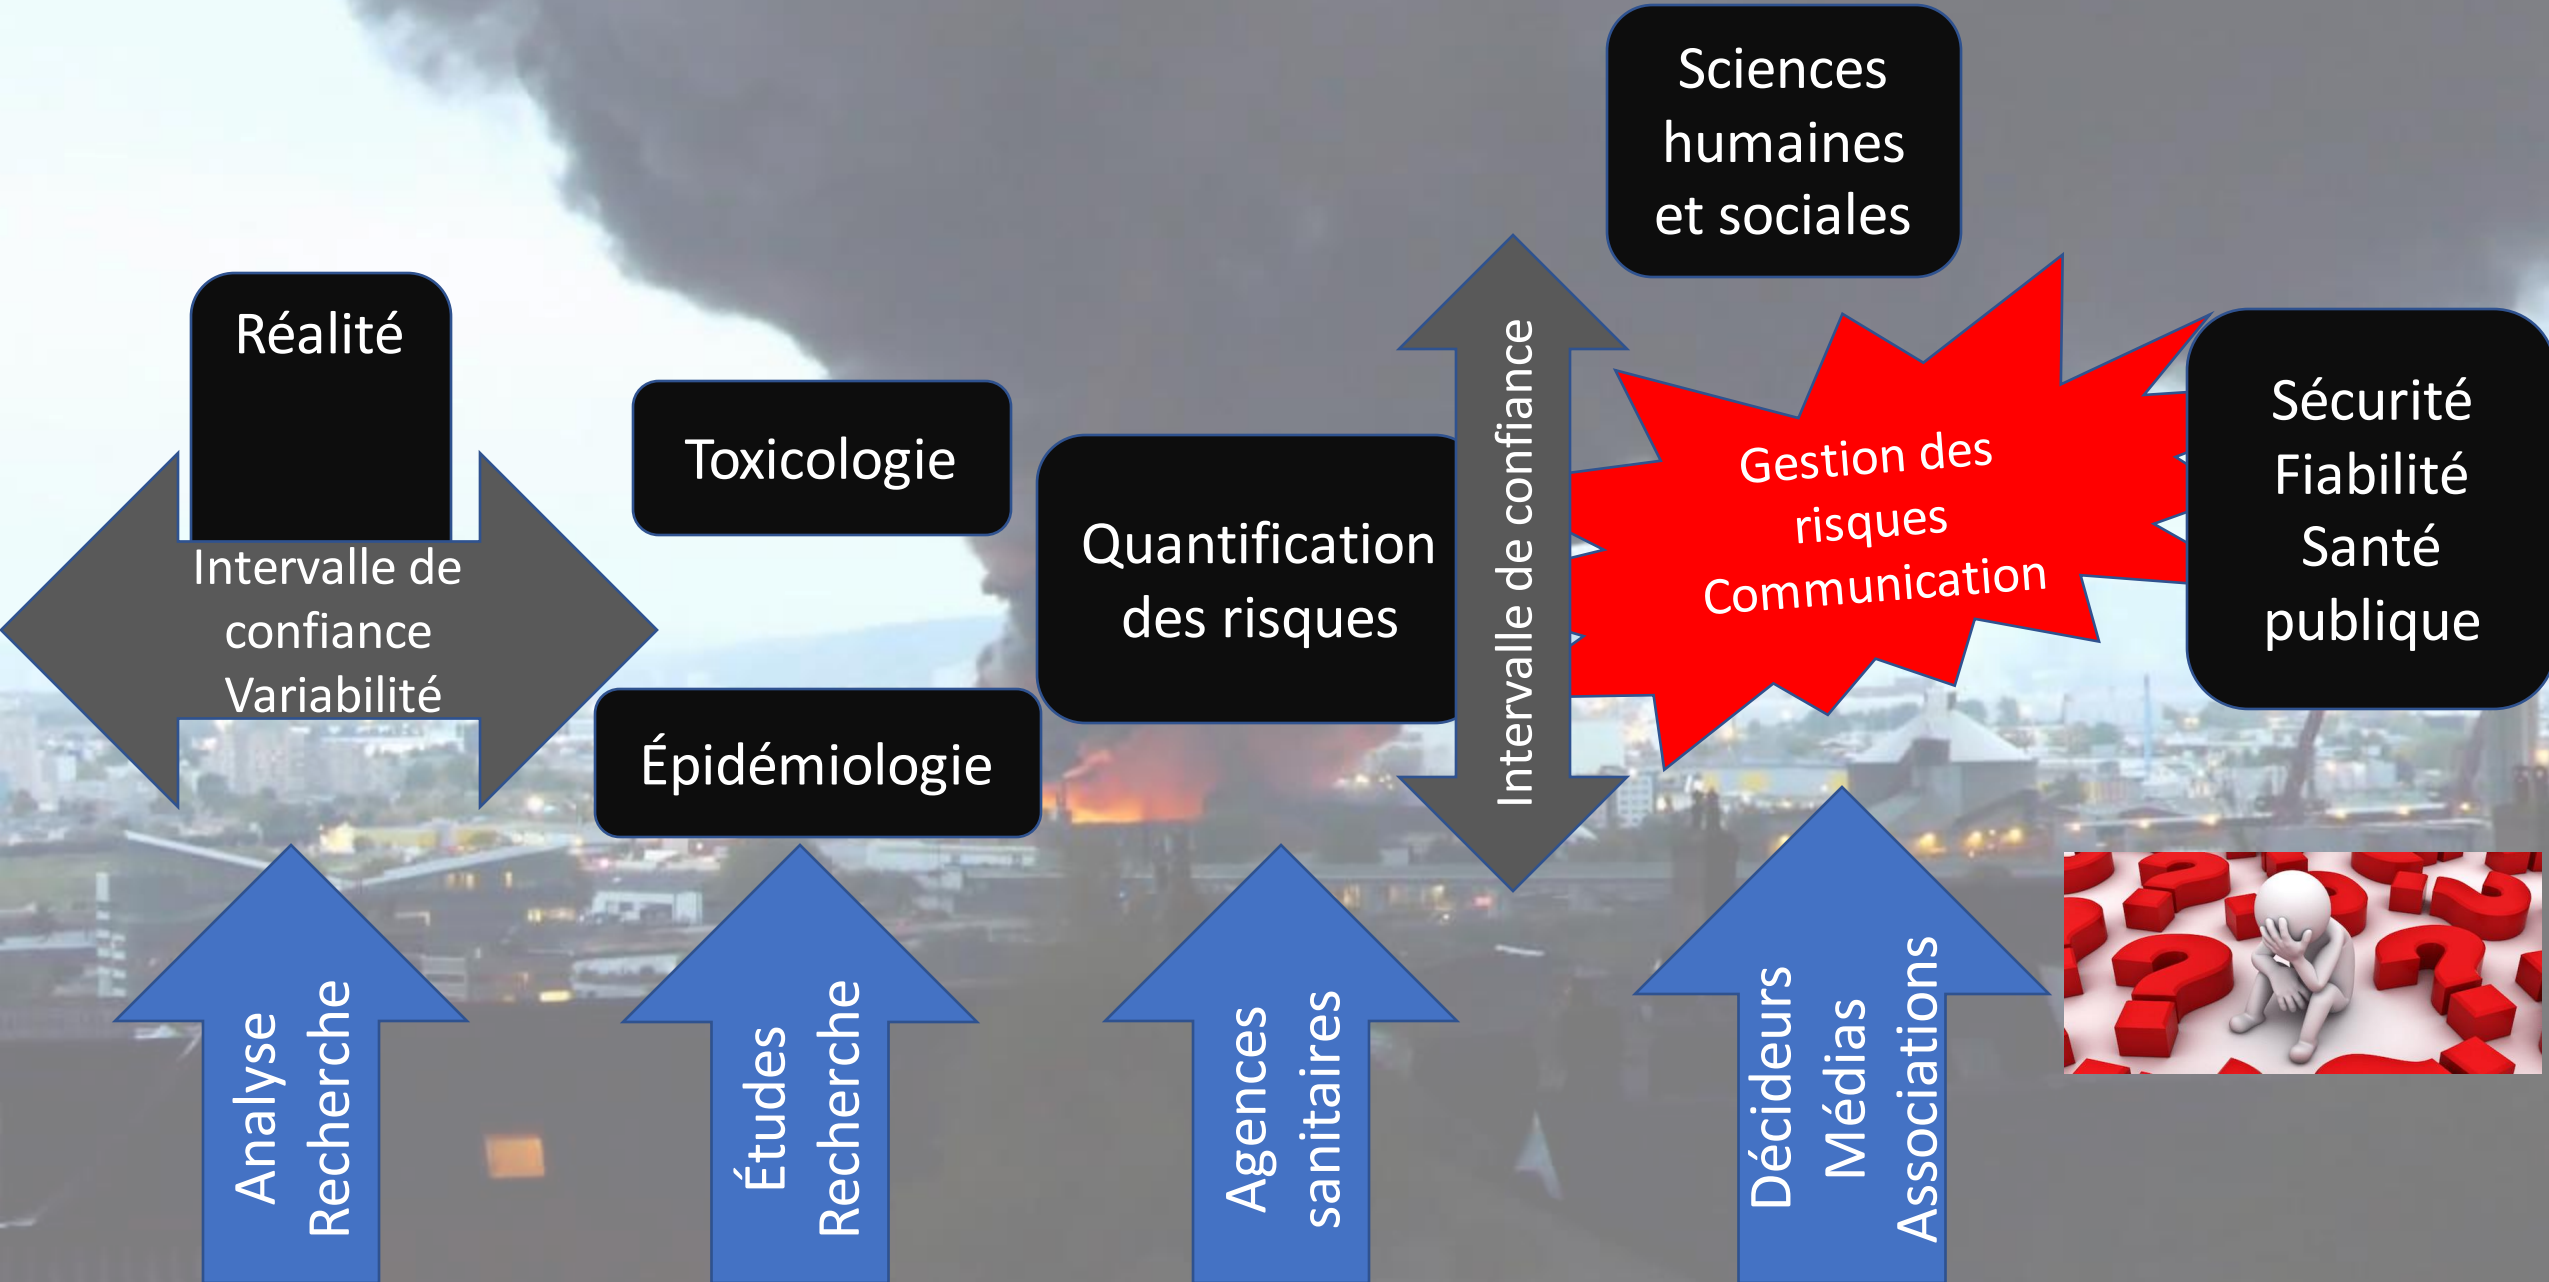 Réalité
Intervalle de
confiance
Variabilité
Toxicologie
Épidémiologie
Quantification
des risques
Intervalle de confiance
Sciences
humaines
et sociales
Gestion des
risques
Communication
Sécurité
Fiabilité
Santé
publique
Analyse
Recherche
Études
Recherche
Agences
sanitaires
Décideurs
Médias
Associations